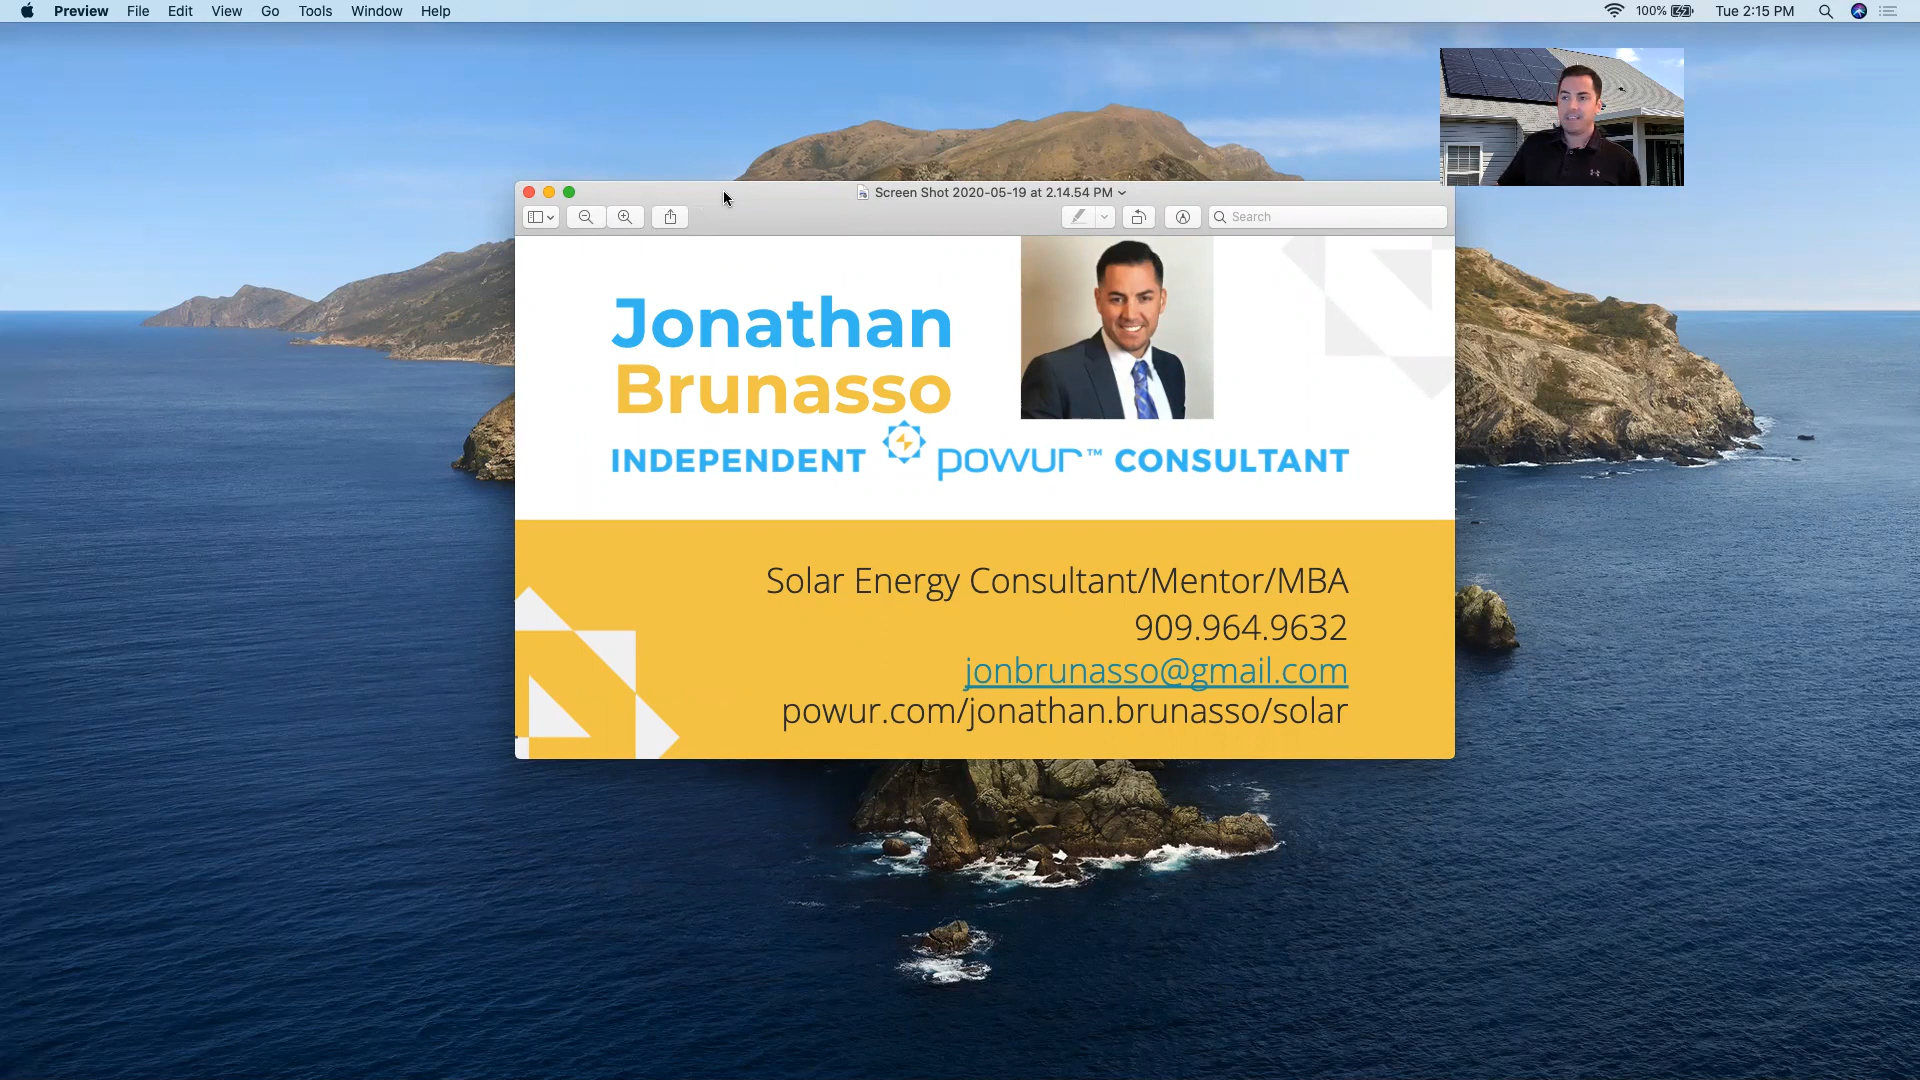 Preview File Edit View Go Tools Window Help 100% Tue 2:15 PM
Screen Shot 2020-05-19 at 2.14.54 PM
Search
Jonathan
Brunasso
INDEPENDENT powur™ CONSULTANT
Solar Energy Consultant/Mentor/MBA
909.964.9632
jonbrunasso@gmail.com
powur.com/jonathan.brunasso/solar